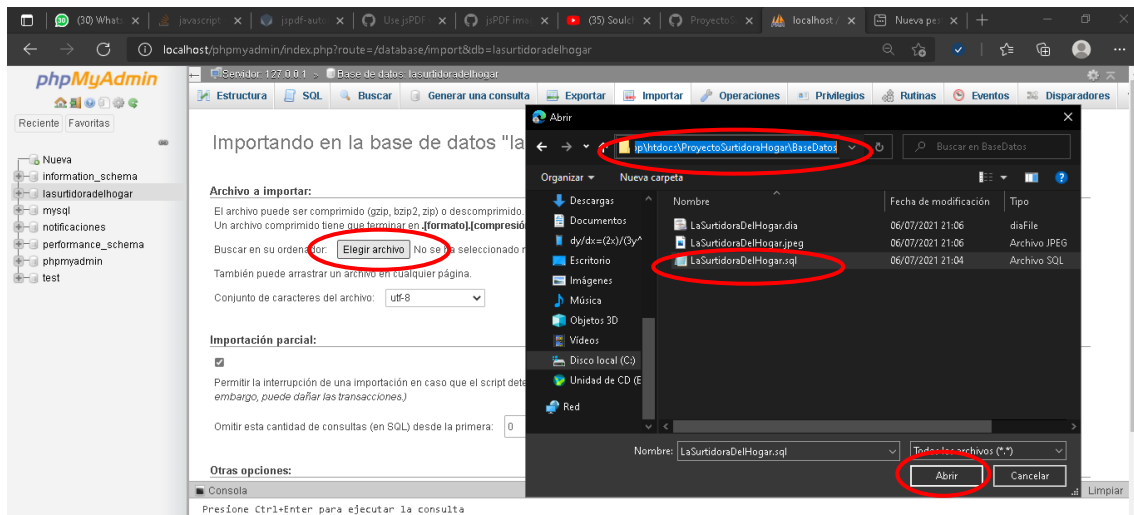 (30) Whats
javascript
jspdf-auto
Use jsPDF
jsPDF ima
(35) Soulcl
ProyectoS
localhost /
Nueva pes
localhost/phpmyadmin/index.php?route=/database/import&db=lasurtidoradelhogar
phpMyAdmin
Reciente Favoritas
Nueva
information_schema
lasurtidoradelhogar
mysql
notificaciones
performance_schema
phpmyadmin
test
Servidor: 127.0.0.1 » Base de datos: lasurtidoradelhogar
Estructura SQL Buscar Generar una consulta Exportar Importar Operaciones Privilegios Rutinas Eventos Disparadores
Importando en la base de datos "la
Archivo a importar:
El archivo puede ser comprimido (gzip, bzip2, zip) o descomprimido.
Un archivo comprimido tiene que terminar en .[formato].[compresió
Buscar en su ordenador: Elegir archivo No se ha seleccionado
También puede arrastrar un archivo en cualquier página.
Conjunto de caracteres del archivo: utf-8
Importación parcial:
Permitir la interrupción de una importación en caso que el script dete
embargo, puede dañar las transacciones.)
Omitir esta cantidad de consultas (en SQL) desde la primera: 0
Otras opciones:
Consola
Presione Ctrl+Enter para ejecutar la consulta
Abrir
pp\htdocs\ProyectoSurtidoraHogar\BaseDatos
Buscar en BaseDatos
Organizar Nueva carpeta
Descargas
Documentos
dy/dx=(2x)/(3y^
Escritorio
Imágenes
Música
Objetos 3D
Vídeos
Disco local (C:)
Unidad de CD (E
Red
Nombre Fecha de modificación Tipo
LaSurtidoraDelHogar.dia 06/07/2021 21:06 diaFile
LaSurtidoraDelHogar.jpeg 06/07/2021 21:06 Archivo JPEG
LaSurtidoraDelHogar.sql 06/07/2021 21:04 Archivo SQL
Nombre: LaSurtidoraDelHogar.sql Todos los archivos (*.*)
Abrir Cancelar
Limpiar